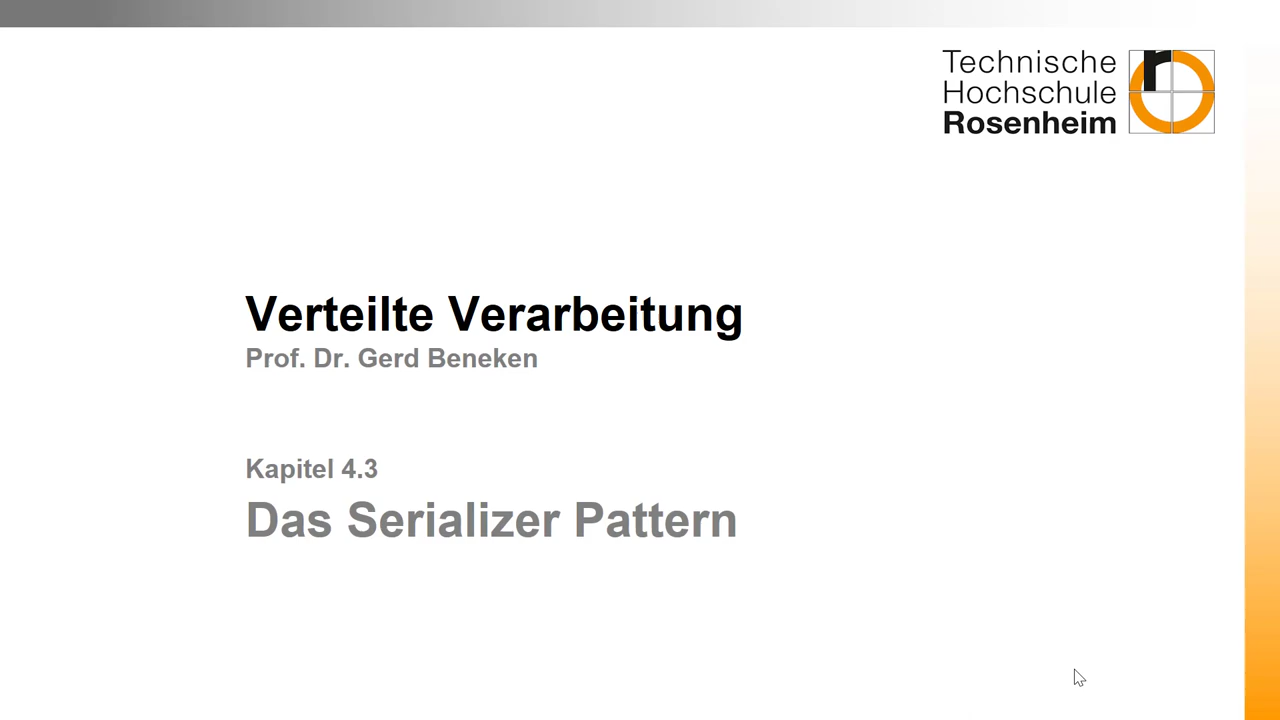 Technische
Hochschule
Rosenheim
Verteilte Verarbeitung
Prof. Dr. Gerd Beneken
Kapitel 4.3
Das Serializer Pattern